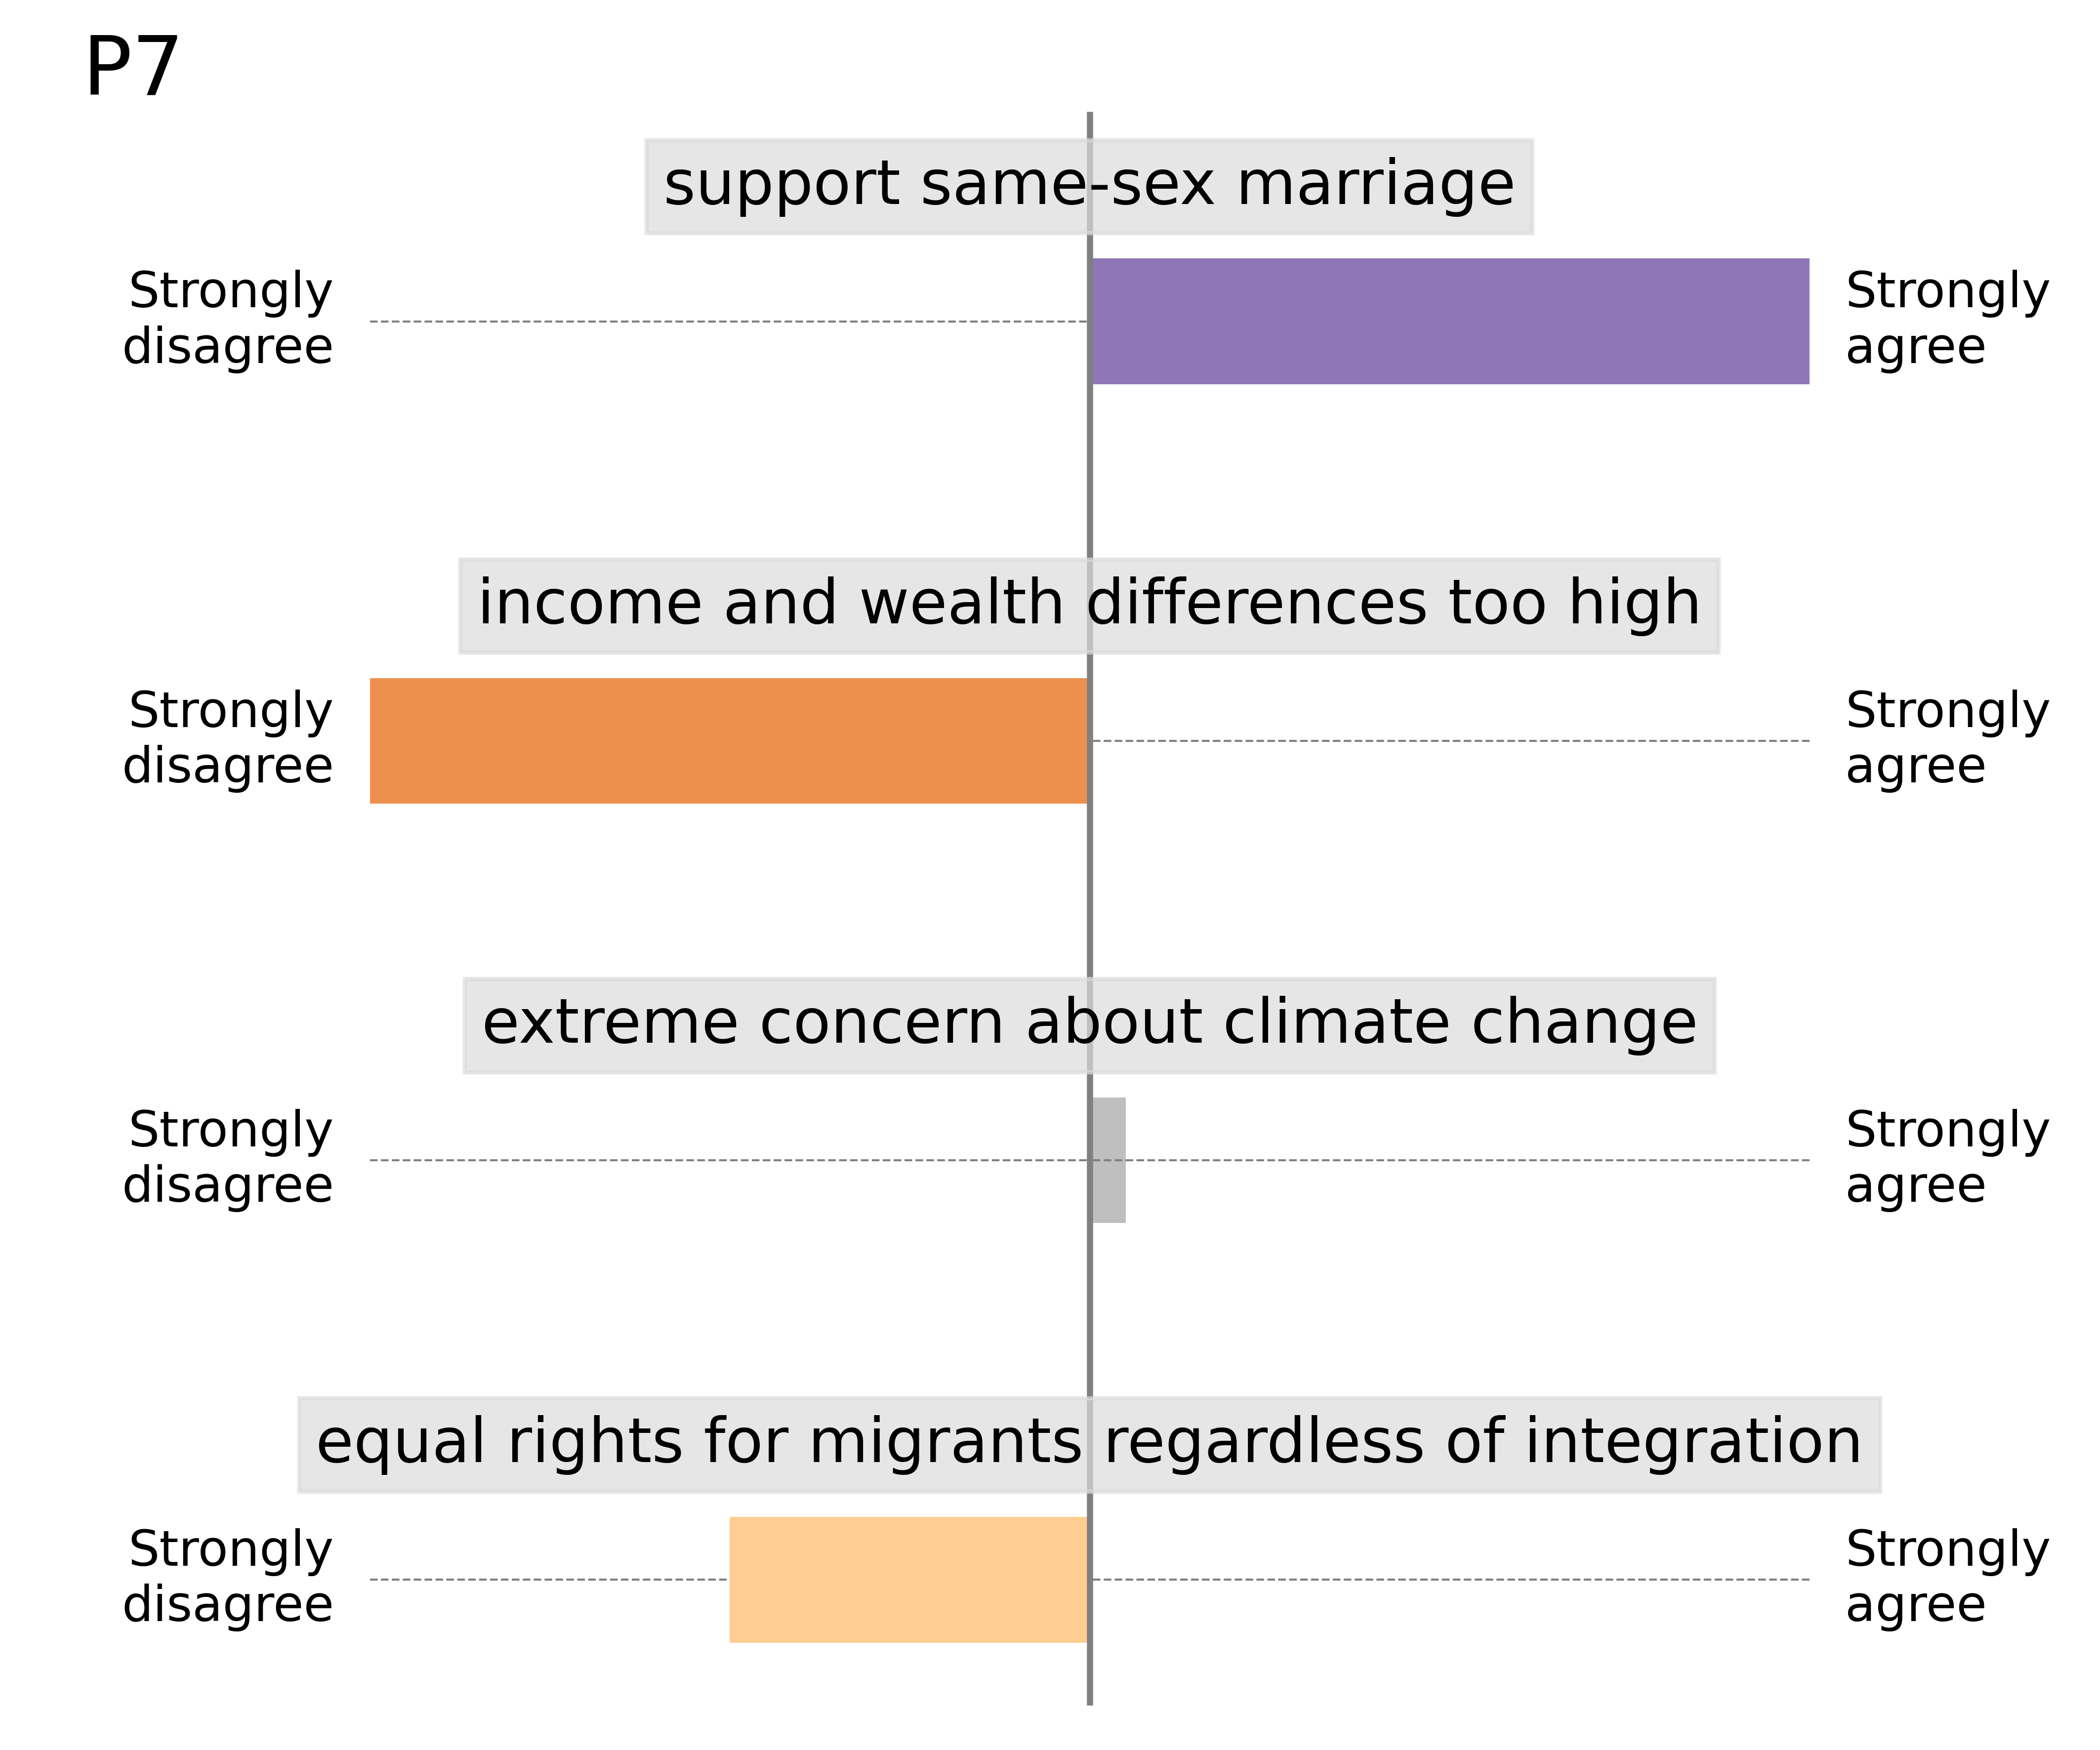 P7
support same-sex marriage
Strongly
disagree
Strongly
agree
income and wealth differences too high
Strongly
disagree
Strongly
agree
extreme concern about climate change
Strongly
disagree
Strongly
agree
equal rights for migrants regardless of integration
Strongly
disagree
Strongly
agree